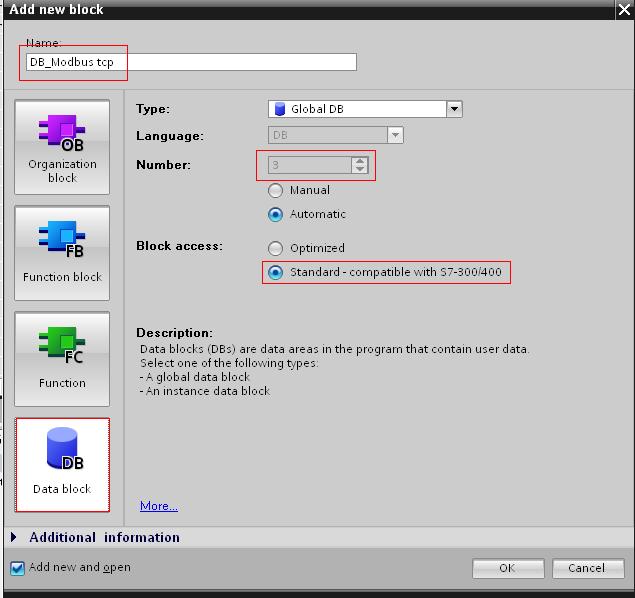 Add new block
Name:
DB_Modbus tcp
OB
Organization
block
FB
Function block
FC
Function
DB
Data block
Type:
Global DB
Language:
DB
Number:
3
Manual
Automatic
Block access:
Optimized
Standard - compatible with S7-300/400
Description:
Data blocks (DBs) are data areas in the program that contain user data.
Select one of the following types:
- A global data block
- An instance data block
More...
Additional information
Add new and open
OK
Cancel